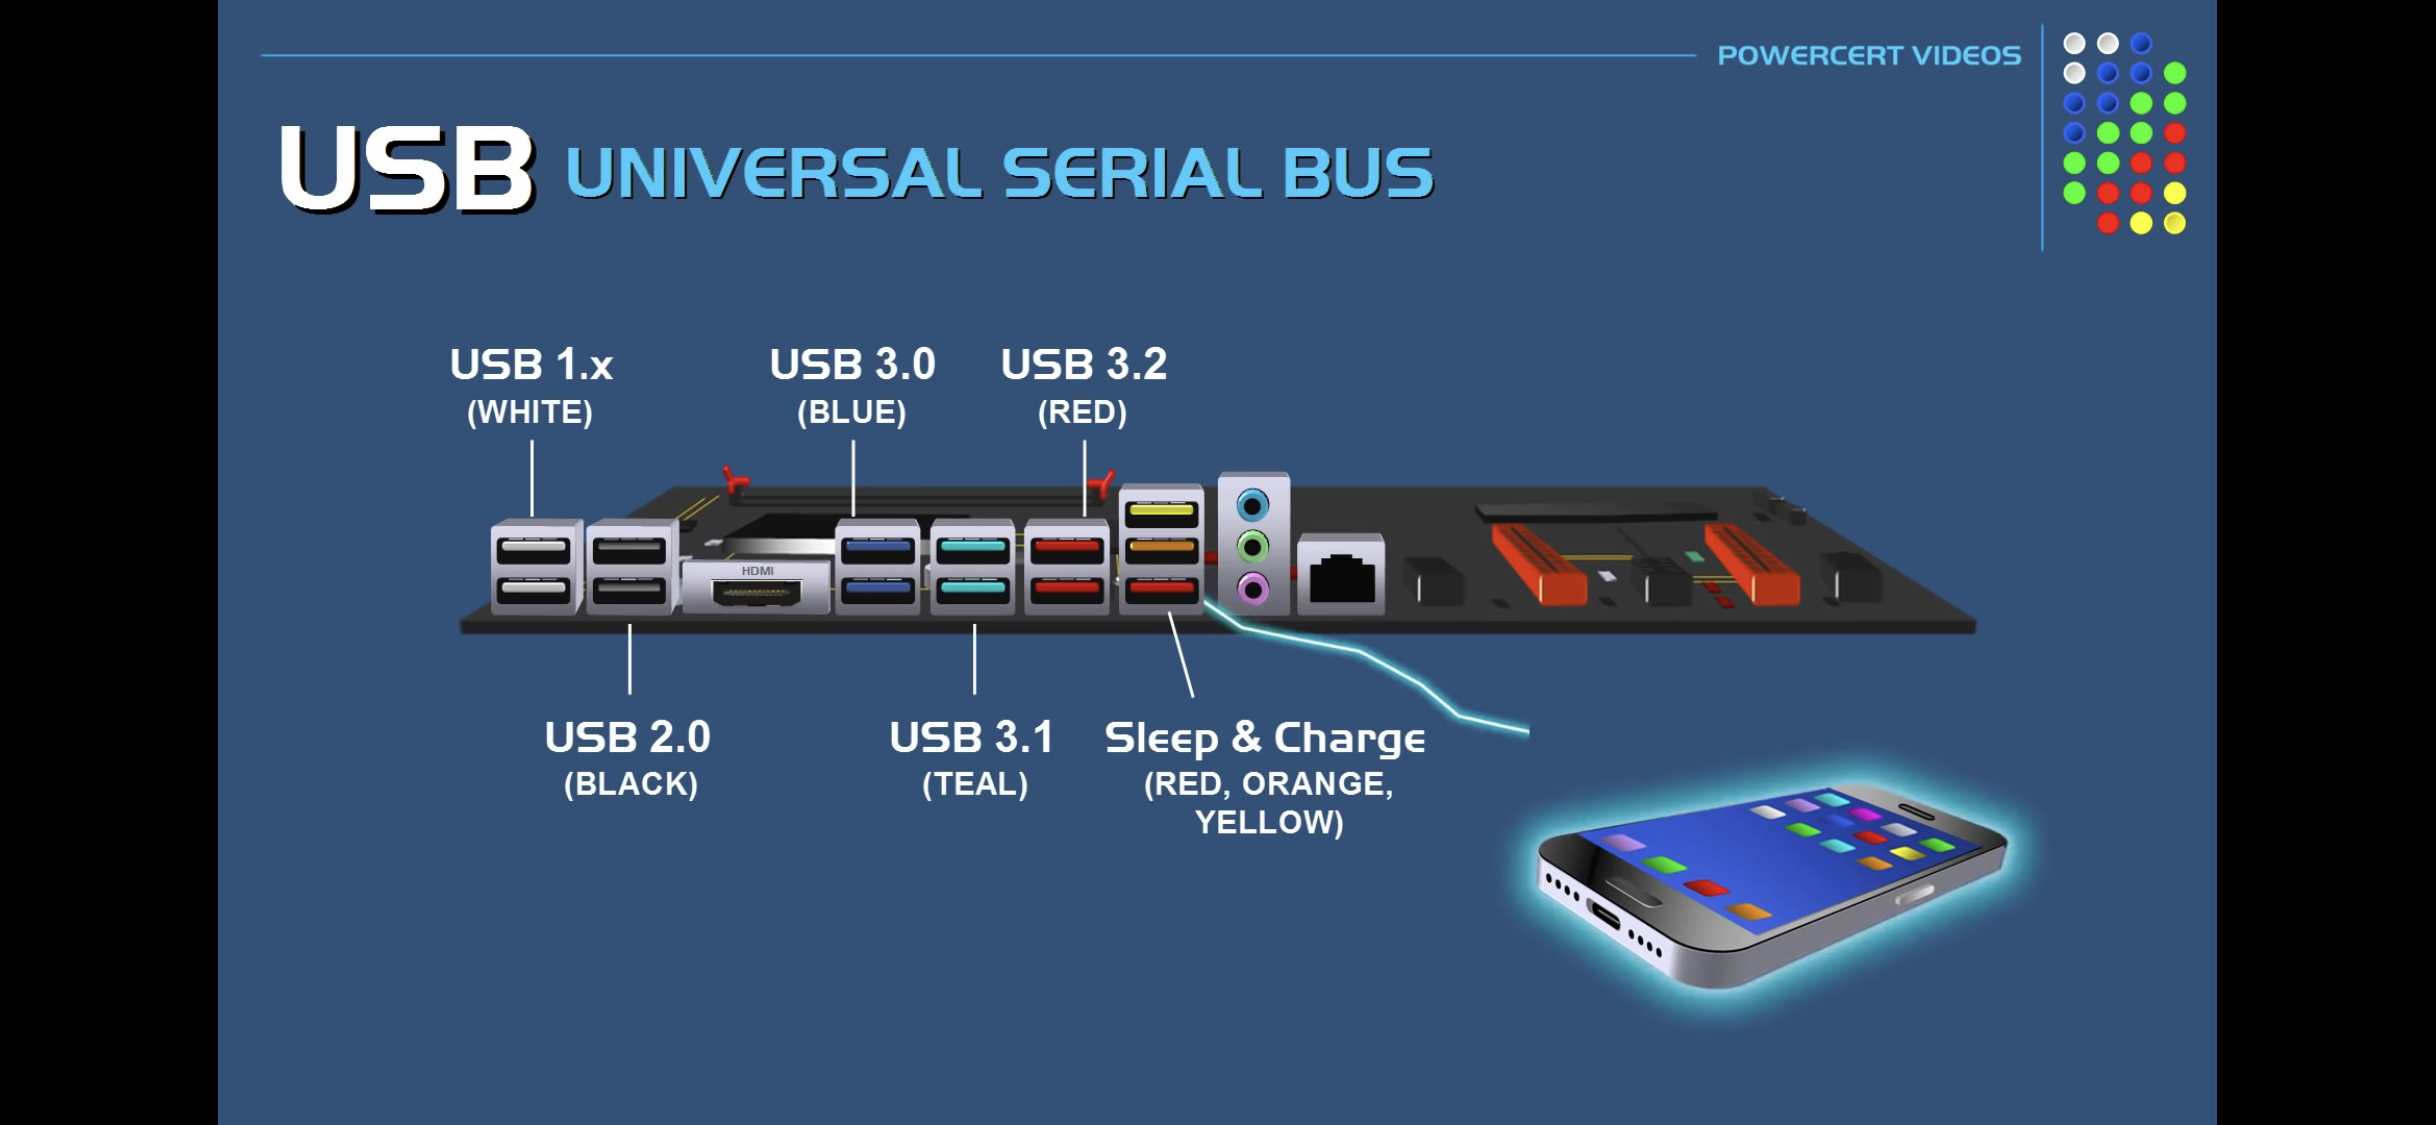 POWERCERT VIDEOS
USB UNIVERSAL SERIAL BUS
USB 1.x
(WHITE)
USB 3.0
(BLUE)
USB 3.2
(RED)
HDMI
USB 2.0
(BLACK)
USB 3.1
(TEAL)
Sleep & Charge
(RED, ORANGE,
YELLOW)